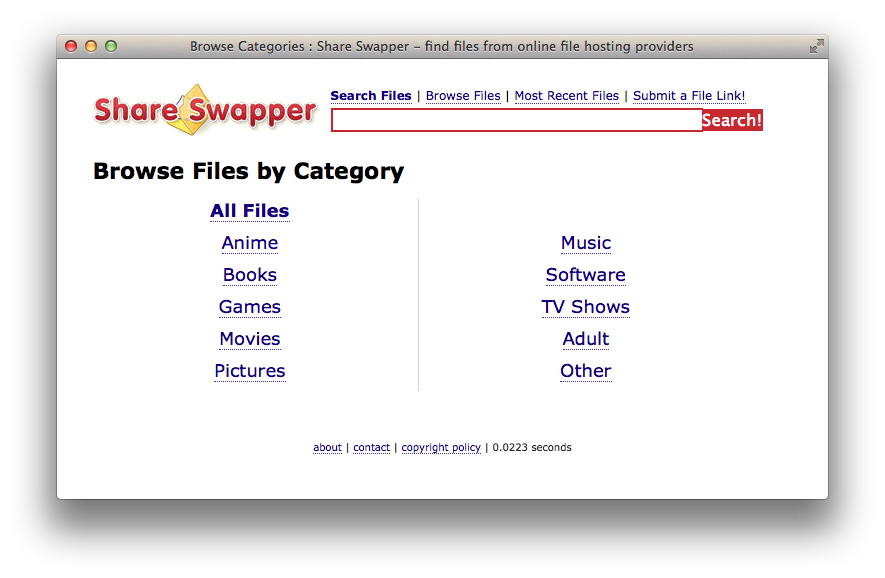 Browse Categories : Share Swapper – find files from online file hosting providers
Share Swapper
Search Files | Browse Files | Most Recent Files | Submit a File Link!
Search!
Browse Files by Category
All Files
Anime
Books
Games
Movies
Pictures
Music
Software
TV Shows
Adult
Other
about | contact | copyright policy | 0.0223 seconds